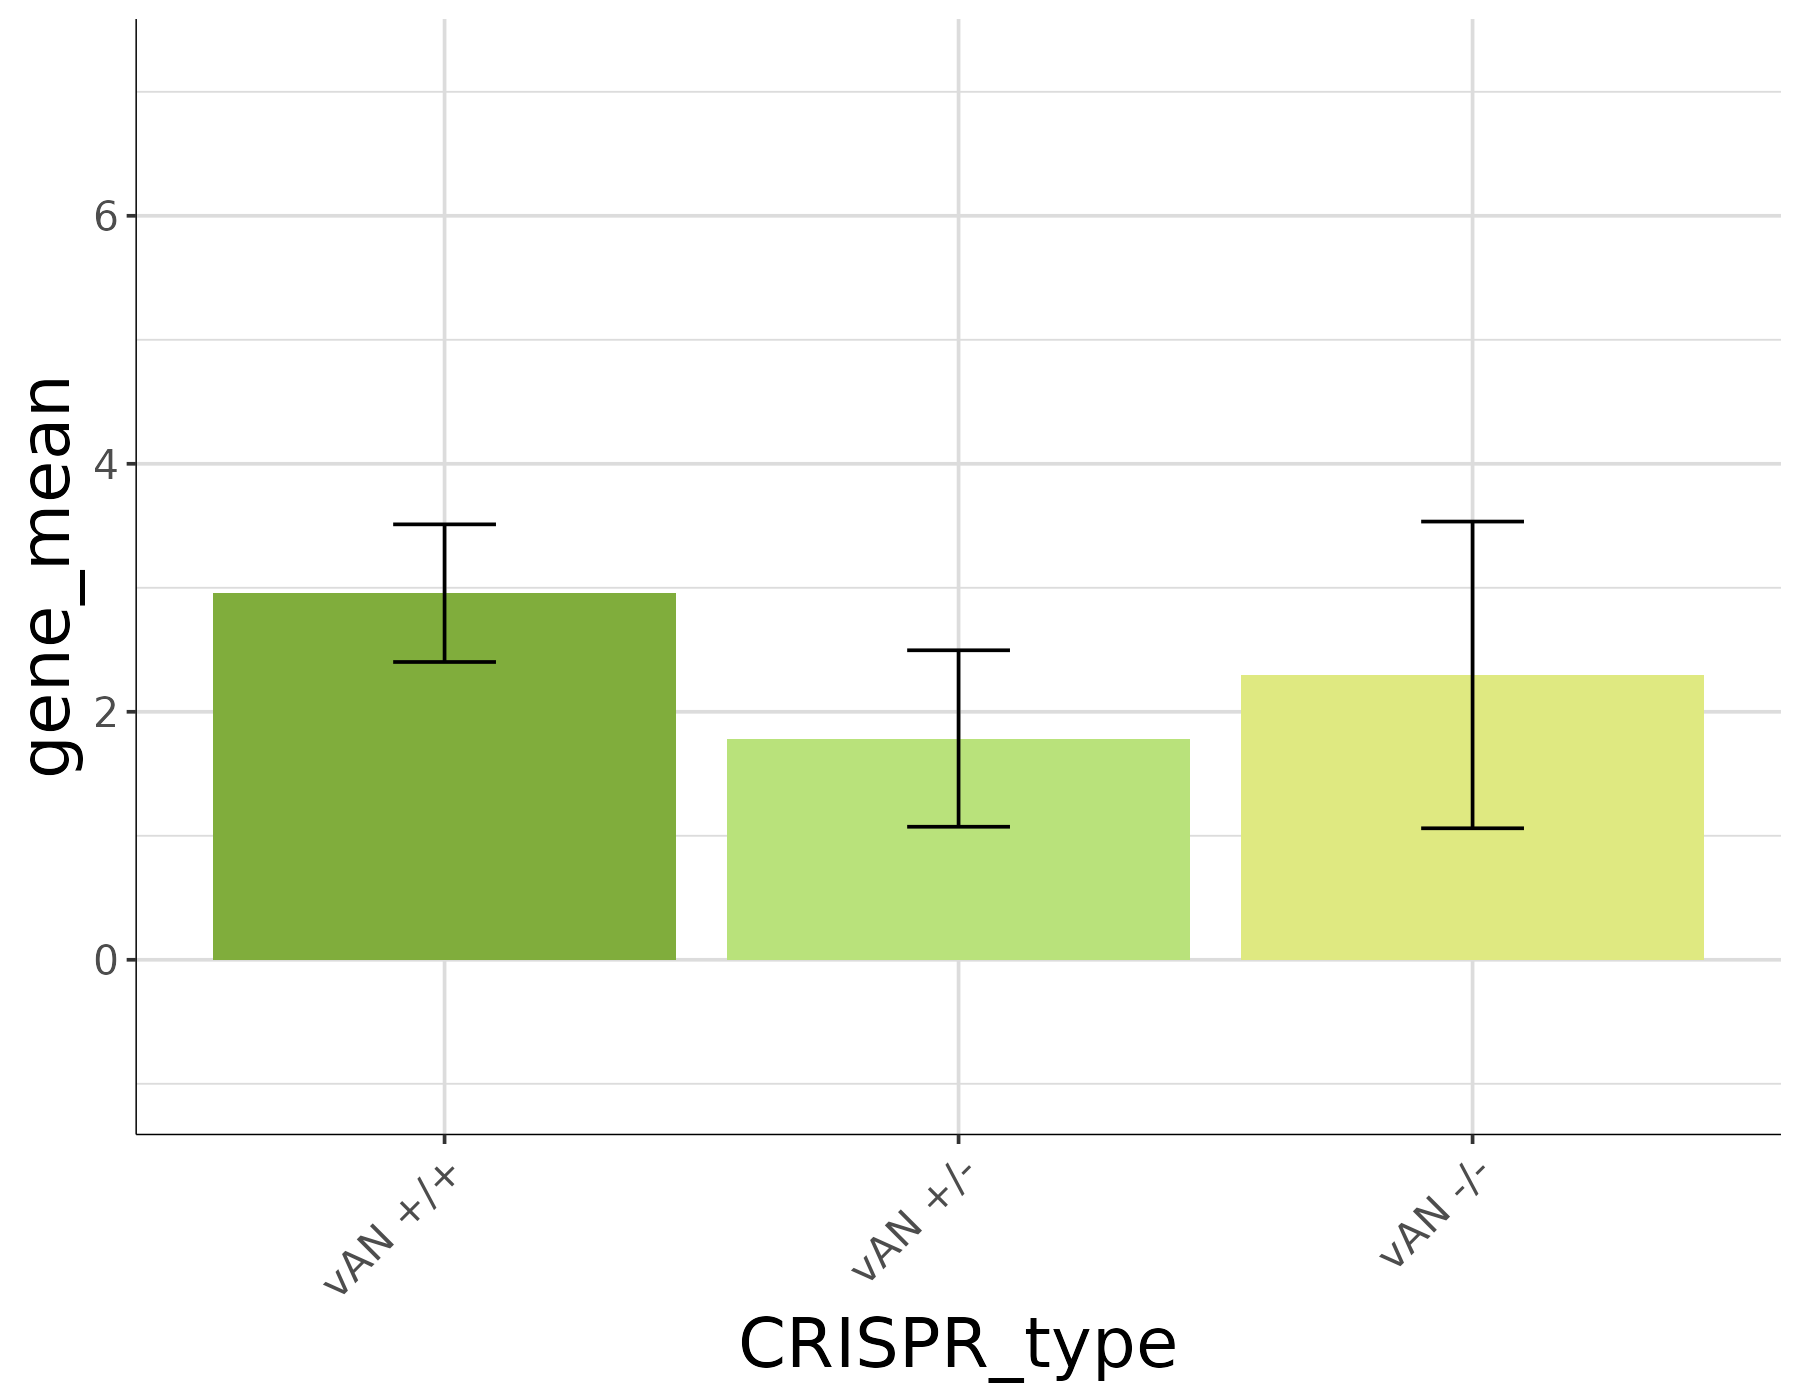 gene_mean
6
4
2
0
vAN +/+
vAN +/-
vAN -/-
CRISPR_type